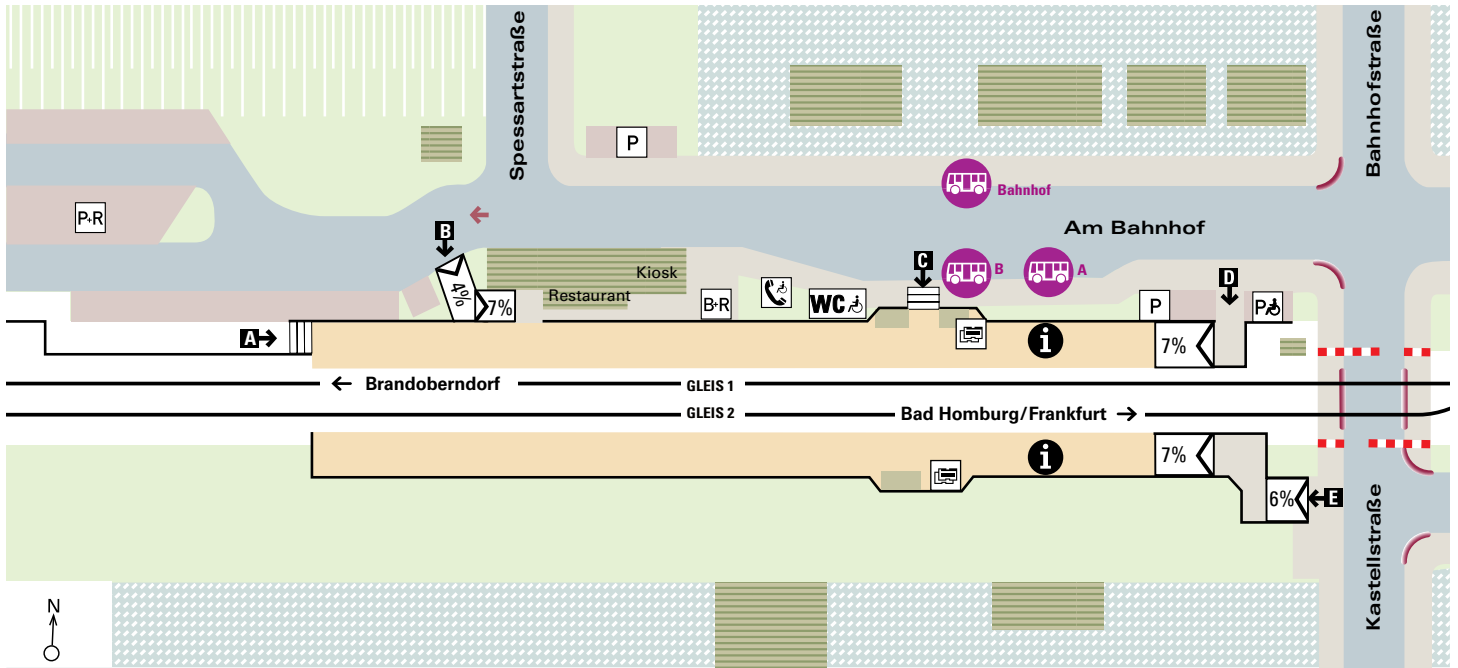 Spessartstraße
Bahnhofstraße
P
Bahnhof
P+R
B
Am Bahnhof
4%
7%
Kiosk
Restaurant
B+R
WC
C
B
A
D
P
P
A
i
7%
Brandoberndorf
GLEIS 1
GLEIS 2
Bad Homburg/Frankfurt
i
7%
6%
E
Kastellstraße
N